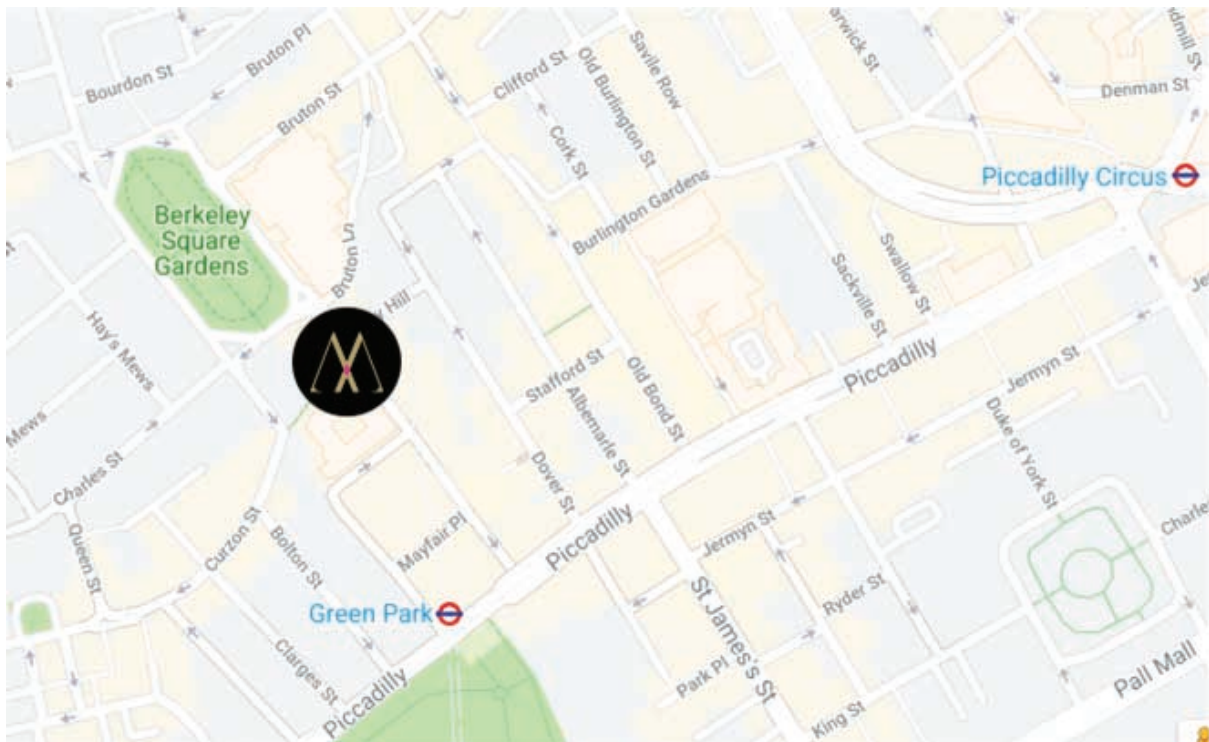 Bruton Pl
Bourdon St
Bruton St
Clifford St
Old Burlington St
Savile Row
Cork St
Denman St
Piccadilly Circus
Berkeley
Square
Gardens
Burlington Gardens
Bruton Ln
Hill
Swallow St
Sackville St
Hay's Mews
Mews
Stafford St
Old Bond St
Albemarle St
Piccadilly
Jermyn St
Duke of York St
Charles St
Dover St
Queen St
Curzon St
Bolton St
Mayfair Pl
Piccadilly
Jermyn St
Green Park
St James's St
Ryder St
Clarges St
Park Pl
Pall Mall
Piccadilly
King St